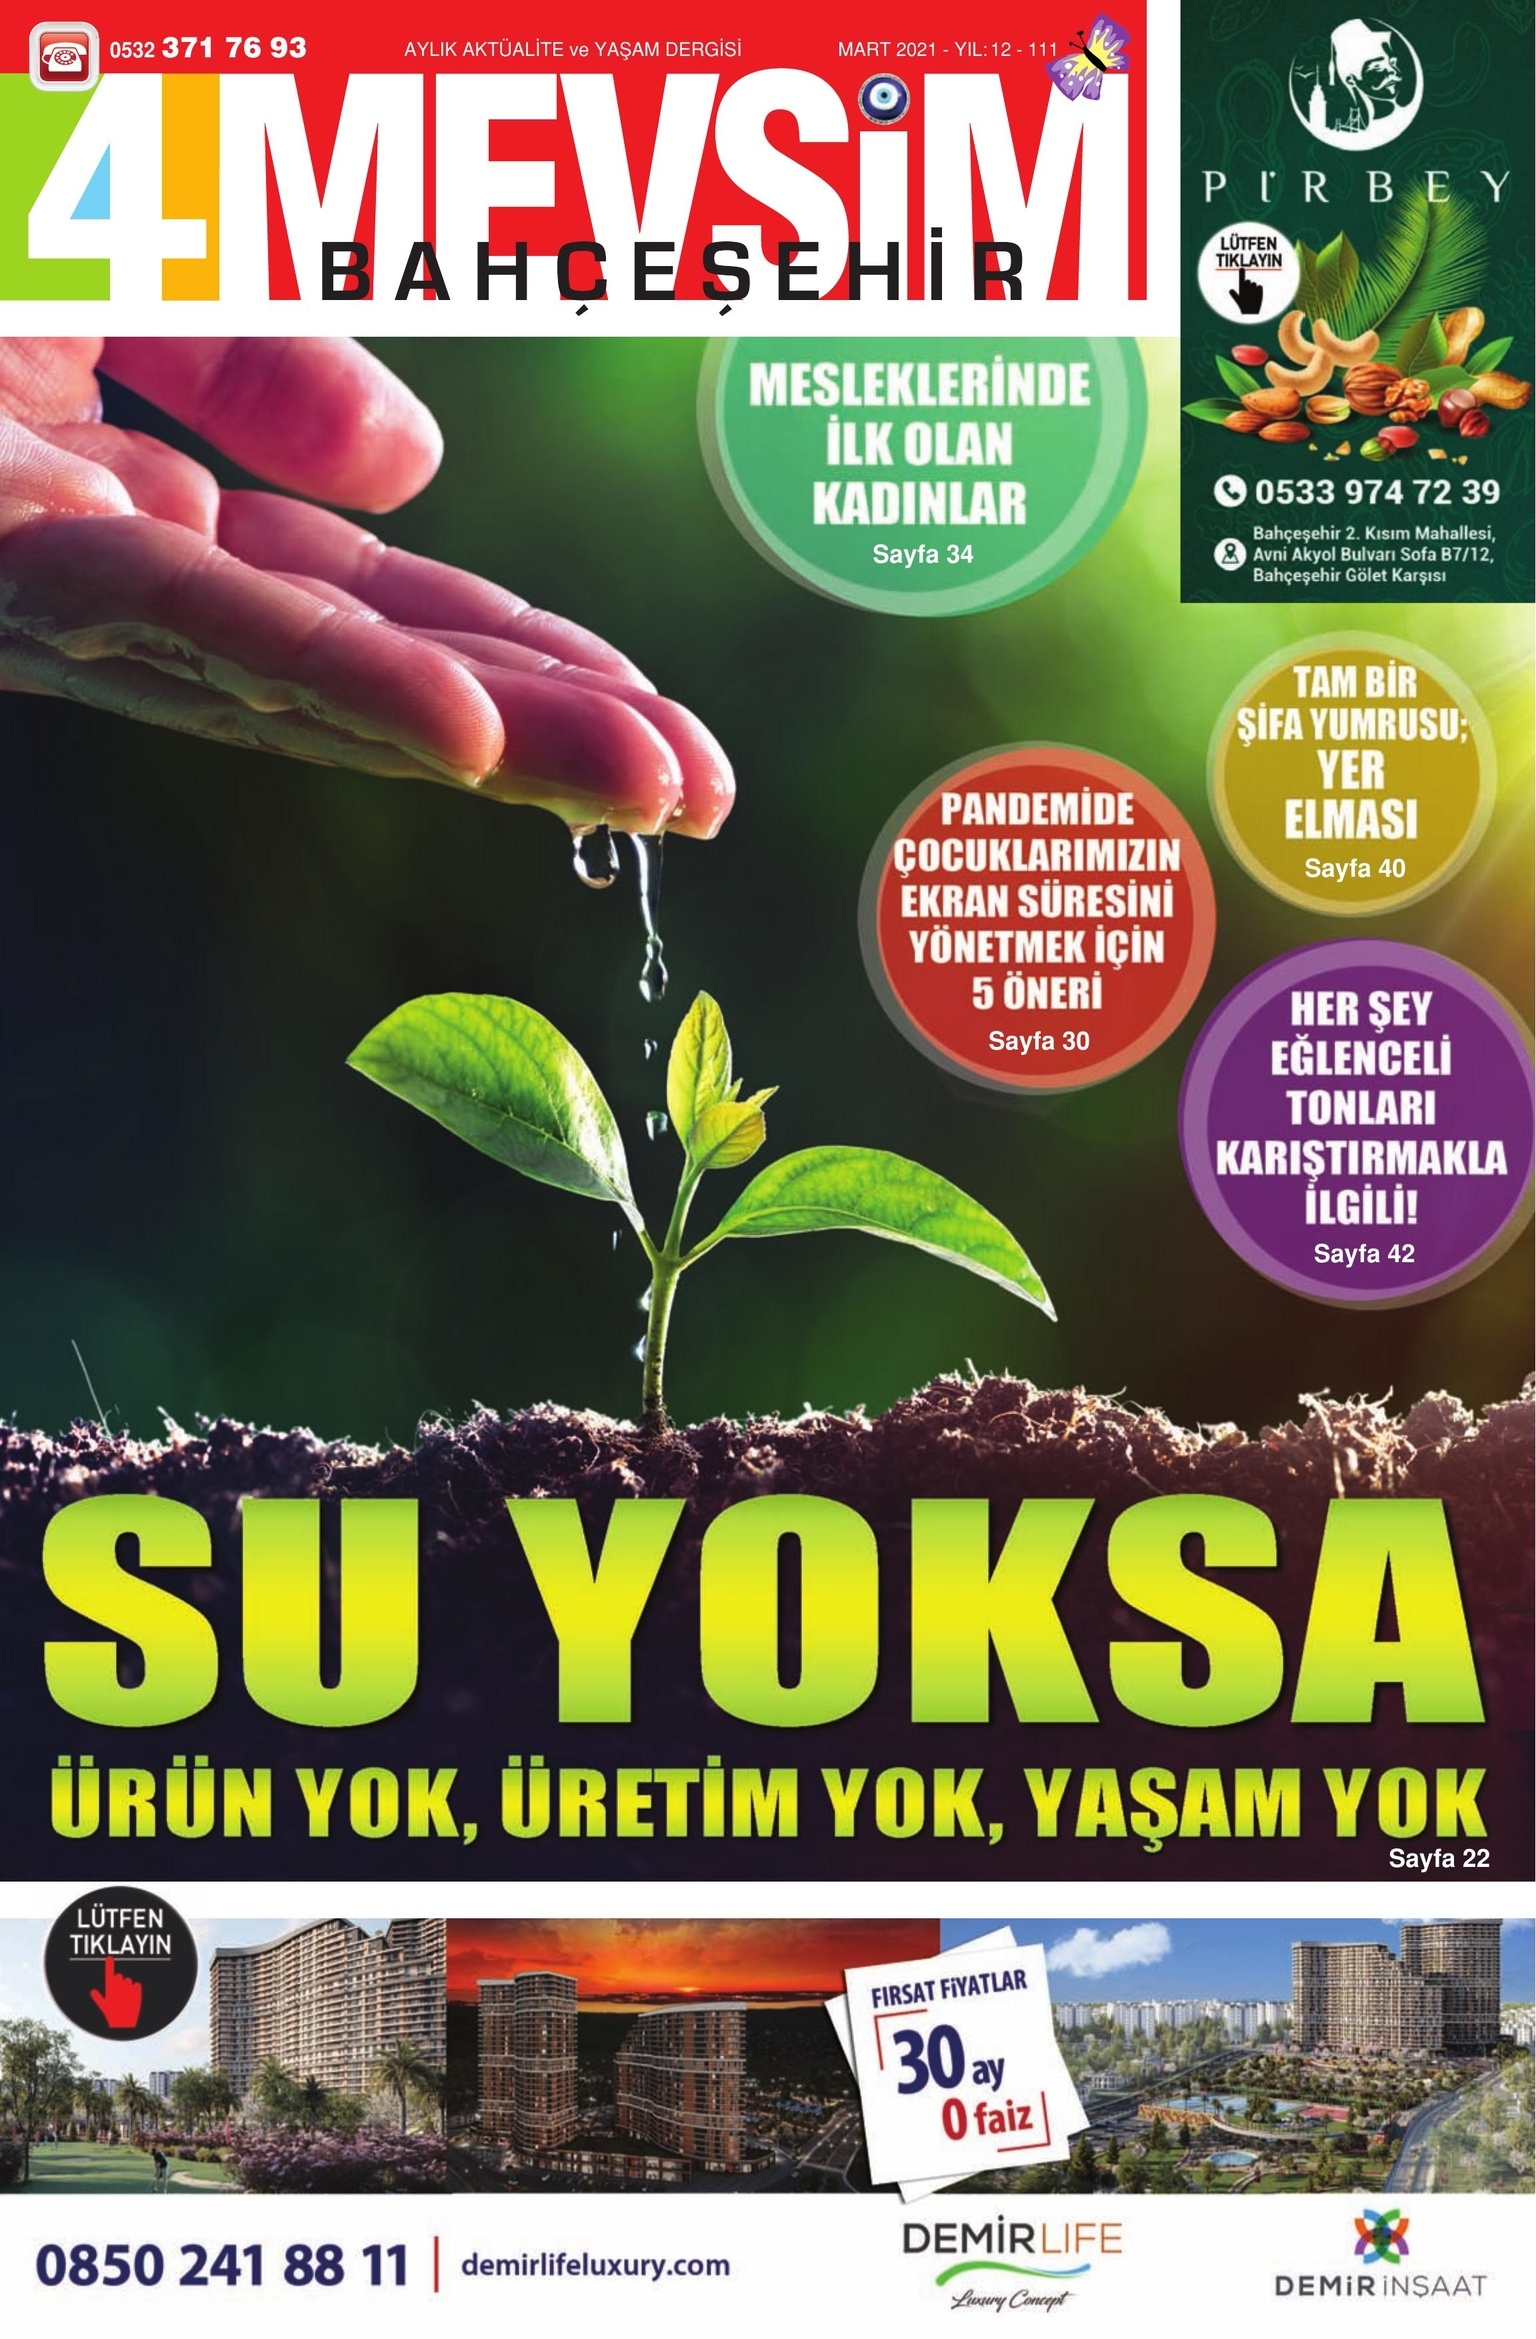 0532 371 76 93
AYLIK AKTÜALİTE ve YAŞAM DERGİSİ
MART 2021 - YIL: 12 - 111
4 MEVSİM
BAHÇEŞEHİR
PİRBEY
LÜTFEN
TIKLAYIN
0533 974 72 39
Bahçeşehir 2. Kısım Mahallesi,
Avni Akyol Bulvarı Sofa B7/12,
Bahçeşehir Gölet Karşısı
MESLEKLERİNDE
İLK OLAN
KADINLAR
Sayfa 34
TAM BİR
ŞİFA YUMRUSU;
YER
ELMASI
Sayfa 40
PANDEMİDE
ÇOCUKLARIMIZIN
EKRAN SÜRESİNİ
YÖNETMEK İÇİN
5 ÖNERİ
Sayfa 30
HER ŞEY
EĞLENCELİ
TONLARI
KARIŞTIRMAKLA
İLGİLİ!
Sayfa 42
SU YOKSA
ÜRÜN YOK, ÜRETİM YOK, YAŞAM YOK
Sayfa 22
LÜTFEN
TIKLAYIN
FIRSAT FİYATLAR
30 ay
0 faiz
0850 241 88 11
demirlifeluxury.com
DEMİR LIFE
Luxury Concept
DEMİR İNŞAAT